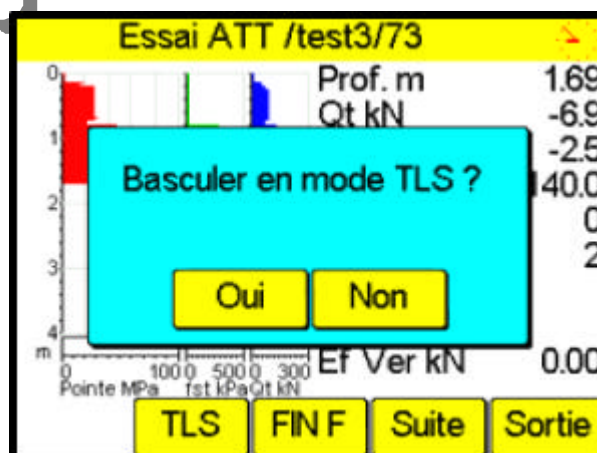 Essai ATT /test3/73
Prof. m 1.69
Qt kN -6.9
-2.5
40.0
0
2
Basculer en mode TLS ?
Oui Non
0
1
2
3
4
m
Ef Ver kN 0.00
0 100 0 500 0 300
Pointe MPa fst kPa Qt kN
TLS FIN F Suite Sortie